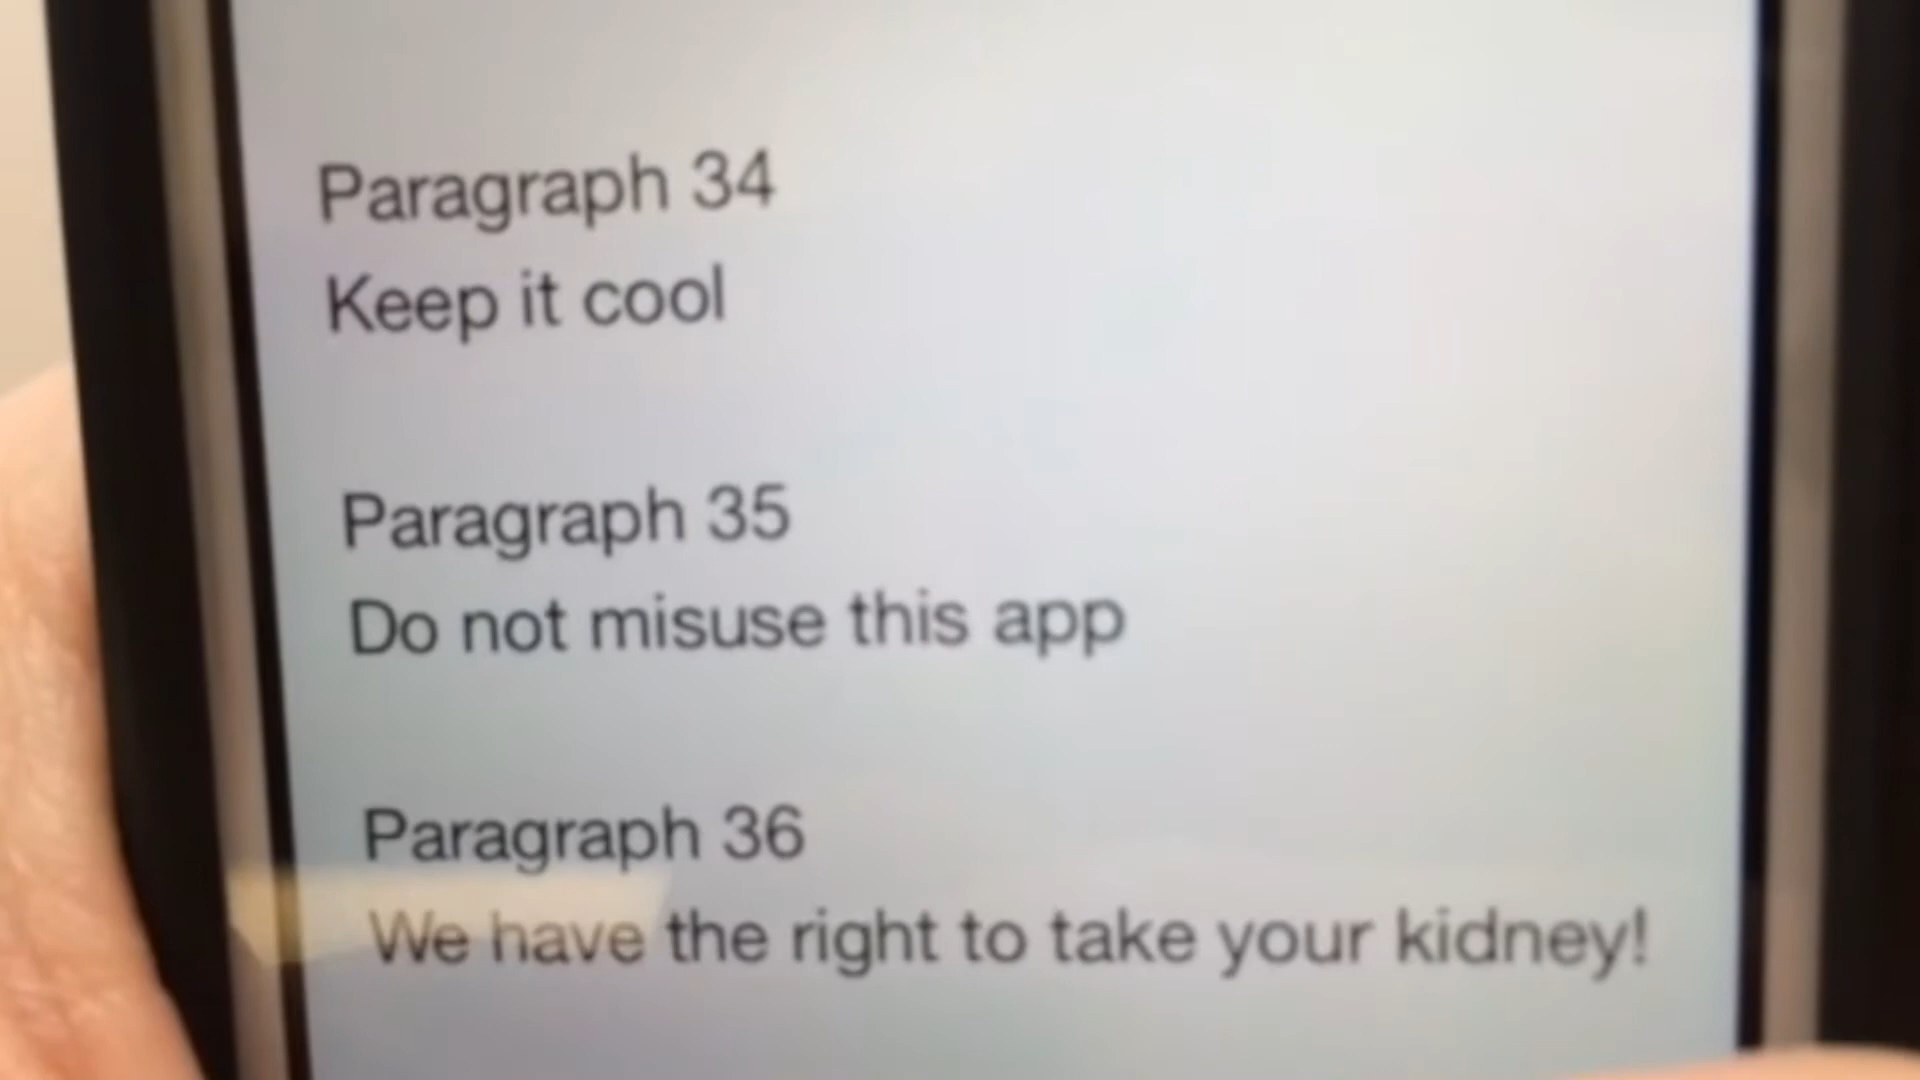 Paragraph 34
Keep it cool
Paragraph 35
Do not misuse this app
Paragraph 36
We have the right to take your kidney!